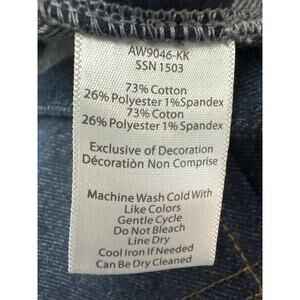 AW9046-KK
SSN 1503
73% Cotton
26% Polyester 1% Spandex
73% Coton
26% Polyester 1% Spandex
Exclusive of Decoration
Décoratión Non Comprise
Machine Wash Cold With
Like Colors
Gentle Cycle
Do Not Bleach
Line Dry
Cool Iron If Needed
Can Be Dry Cleaned